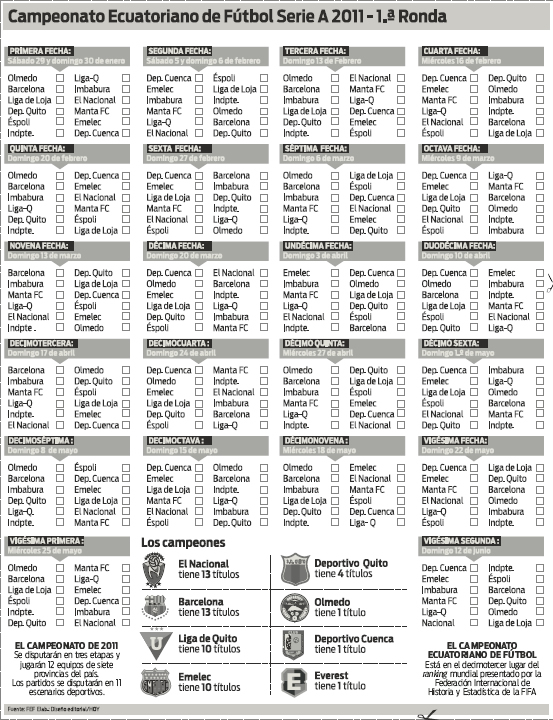 Campeonato Ecuatoriano de Fútbol Serie A 2011 - 1.ª Ronda
PRIMERA FECHA:
Sábado 29 y domingo 30 de enero
Olmedo Liga-Q
Barcelona Imbabura
Liga de Loja El Nacional
Dep. Quito Manta FC
Éspoli Emelec
Indpte. Dep. Cuenca
SEGUNDA FECHA:
Sábado 5 y domingo 6 de febrero
Dep. Cuenca Éspoli
Emelec Liga de Loja
Imbabura Indpte.
Manta FC Olmedo
Liga-Q Barcelona
El Nacional Dep. Quito
TERCERA FECHA:
Domingo 13 de Febrero
Olmedo El Nacional
Barcelona Manta FC
Imbabura Liga-Q
Liga de Loja Dep. Cuenca
Dep. Quito Emelec
Indpte. Éspoli
CUARTA FECHA:
Miércoles 16 de febrero
Dep. Cuenca Dep. Quito
Emelec Olmedo
Manta FC Imbabura
Liga-Q Indpte.
El Nacional Barcelona
Éspoli Liga de Loja
QUINTA FECHA:
Domingo 20 de febrero
Olmedo Dep. Cuenca
Barcelona Emelec
Imbabura El Nacional
Liga-Q Manta FC
Dep. Quito Éspoli
Indpte. Liga de Loja
SEXTA FECHA:
Domingo 27 de febrero
Dep. Cuenca Barcelona
Emelec Imbabura
Liga de Loja Dep. Quito
Manta FC Indpte.
El Nacional Liga-Q
Éspoli Olmedo
SÉPTIMA FECHA:
Domingo 6 de marzo
Olmedo Liga de Loja
Barcelona Éspoli
Imbabura Dep. Cuenca
Manta FC El Nacional
Liga-Q Emelec
Indpte. Dep. Quito
OCTAVA FECHA:
Miércoles 9 de marzo
Dep. Cuenca Liga-Q
Emelec Manta FC
Liga de Loja Barcelona
Dep. Quito Olmedo
El Nacional Indpte.
Éspoli Imbabura
NOVENA FECHA:
Domingo 13 de marzo
Barcelona Dep. Quito
Imbabura Liga de Loja
Manta FC Dep. Cuenca
Liga-Q Éspoli
El Nacional Emelec
Indpte. Olmedo
DÉCIMA FECHA:
Domingo 20 de marzo
Dep. Cuenca El Nacional
Olmedo Barcelona
Emelec Indpte.
Liga de Loja Liga-Q
Dep. Quito Imbabura
Éspoli Manta FC
UNDÉCIMA FECHA:
Domingo 3 de abril
Emelec Dep. Cuenca
Imbabura Olmedo
Manta FC Liga de Loja
Liga-Q Dep. Quito
El Nacional Éspoli
Indpte. Barcelona
DUODÉCIMA FECHA:
Domingo 10 de abril
Dep. Cuenca Emelec
Olmedo Imbabura
Barcelona Indpte.
Liga de Loja Manta FC
Éspoli El Nacional
Dep. Quito Liga-Q
DECIMOTERCERA:
Domingo 17 de abril
Barcelona Olmedo
Imbabura Dep. Quito
Manta FC Éspoli
Liga-Q Liga de Loja
Indpte. Emelec
El Nacional Dep. Cuenca
DECIMOCUARTA:
Domingo 24 de abril
Dep. Cuenca Manta FC
Olmedo Indpte.
Emelec El Nacional
Liga de Loja Imbabura
Dep. Quito Barcelona
Éspoli Liga-Q
DÉCIMO QUINTA:
Miércoles 27 de abril
Olmedo Dep. Quito
Barcelona Liga de Loja
Imbabura Éspoli
Manta FC Emelec
Liga-Q Dep. Cuenca
Indpte. El Nacional
DÉCIMO SEXTA:
Domingo 1.º de mayo
Dep. Cuenca Imbabura
Emelec Liga-Q
Liga de Loja Olmedo
Éspoli Barcelona
El Nacional Manta FC
Dep. Quito Indpte.
DECIMOSÉPTIMA:
Domingo 8 de mayo
Olmedo Éspoli
Barcelona Dep. Cuenca
Imbabura Emelec
Dep. Quito Liga de Loja
Liga-Q. El Nacional
Indpte. Manta FC
DECIMOCTAVA:
Domingo 15 de mayo
Dep. Cuenca Olmedo
Emelec Barcelona
Liga de Loja Indpte.
Manta FC Liga-Q
El Nacional Imbabura
Éspoli Dep. Quito
DÉCIMONOVENA:
Miércoles 18 de mayo
Olmedo Emelec
Barcelona El Nacional
Imbabura Manta FC
Liga de Loja Éspoli
Dep. Quito Dep. Cuenca
Indpte. Liga- Q
VIGÉSIMA FECHA:
Domingo 22 de mayo
Dep. Cuenca Liga de Loja
Emelec Dep. Quito
Manta FC Barcelona
Liga-Q Imbabura
El Nacional Olmedo
Éspoli Indpte.
VIGÉSIMA PRIMERA:
Miércoles 25 de mayo
Olmedo Manta FC
Barcelona Liga-Q
Liga de Loja Emelec
Éspoli Dep. Cuenca
Indpte. Imbabura
Dep. Quito El Nacional
Los campeones
El Nacional
tiene 13 títulos
Barcelona
tiene 13 títulos
Liga de Quito
tiene 10 títulos
Emelec
tiene 10 títulos
Deportivo Quito
tiene 4 títulos
Olmedo
tiene 1 título
Deportivo Cuenca
tiene 1 título
Everest
tiene 1 título
VIGÉSIMA SEGUNDA:
Domingo 12 de junio
Dep. Cuenca Indpte.
Emelec Éspoli
Imbabura Barcelona
Manta FC Dep. Quito
Liga-Q Olmedo
Nacional Liga de Loja
EL CAMPEONATO DE 2011
Se disputarán en tres etapas y
jugarán 12 equipos de siete
provincias del país.
Los partidos se disputarán en 11
escenarios deportivos.
EL CAMPEONATO
ECUATORIANO DE FÚTBOL
Está en el decimotercer lugar del
ranking mundial presentado por la
Federación Internacional de
Historia y Estadística de la FIFA
Fuente: FEF Elab. Diseño editorial/HOY